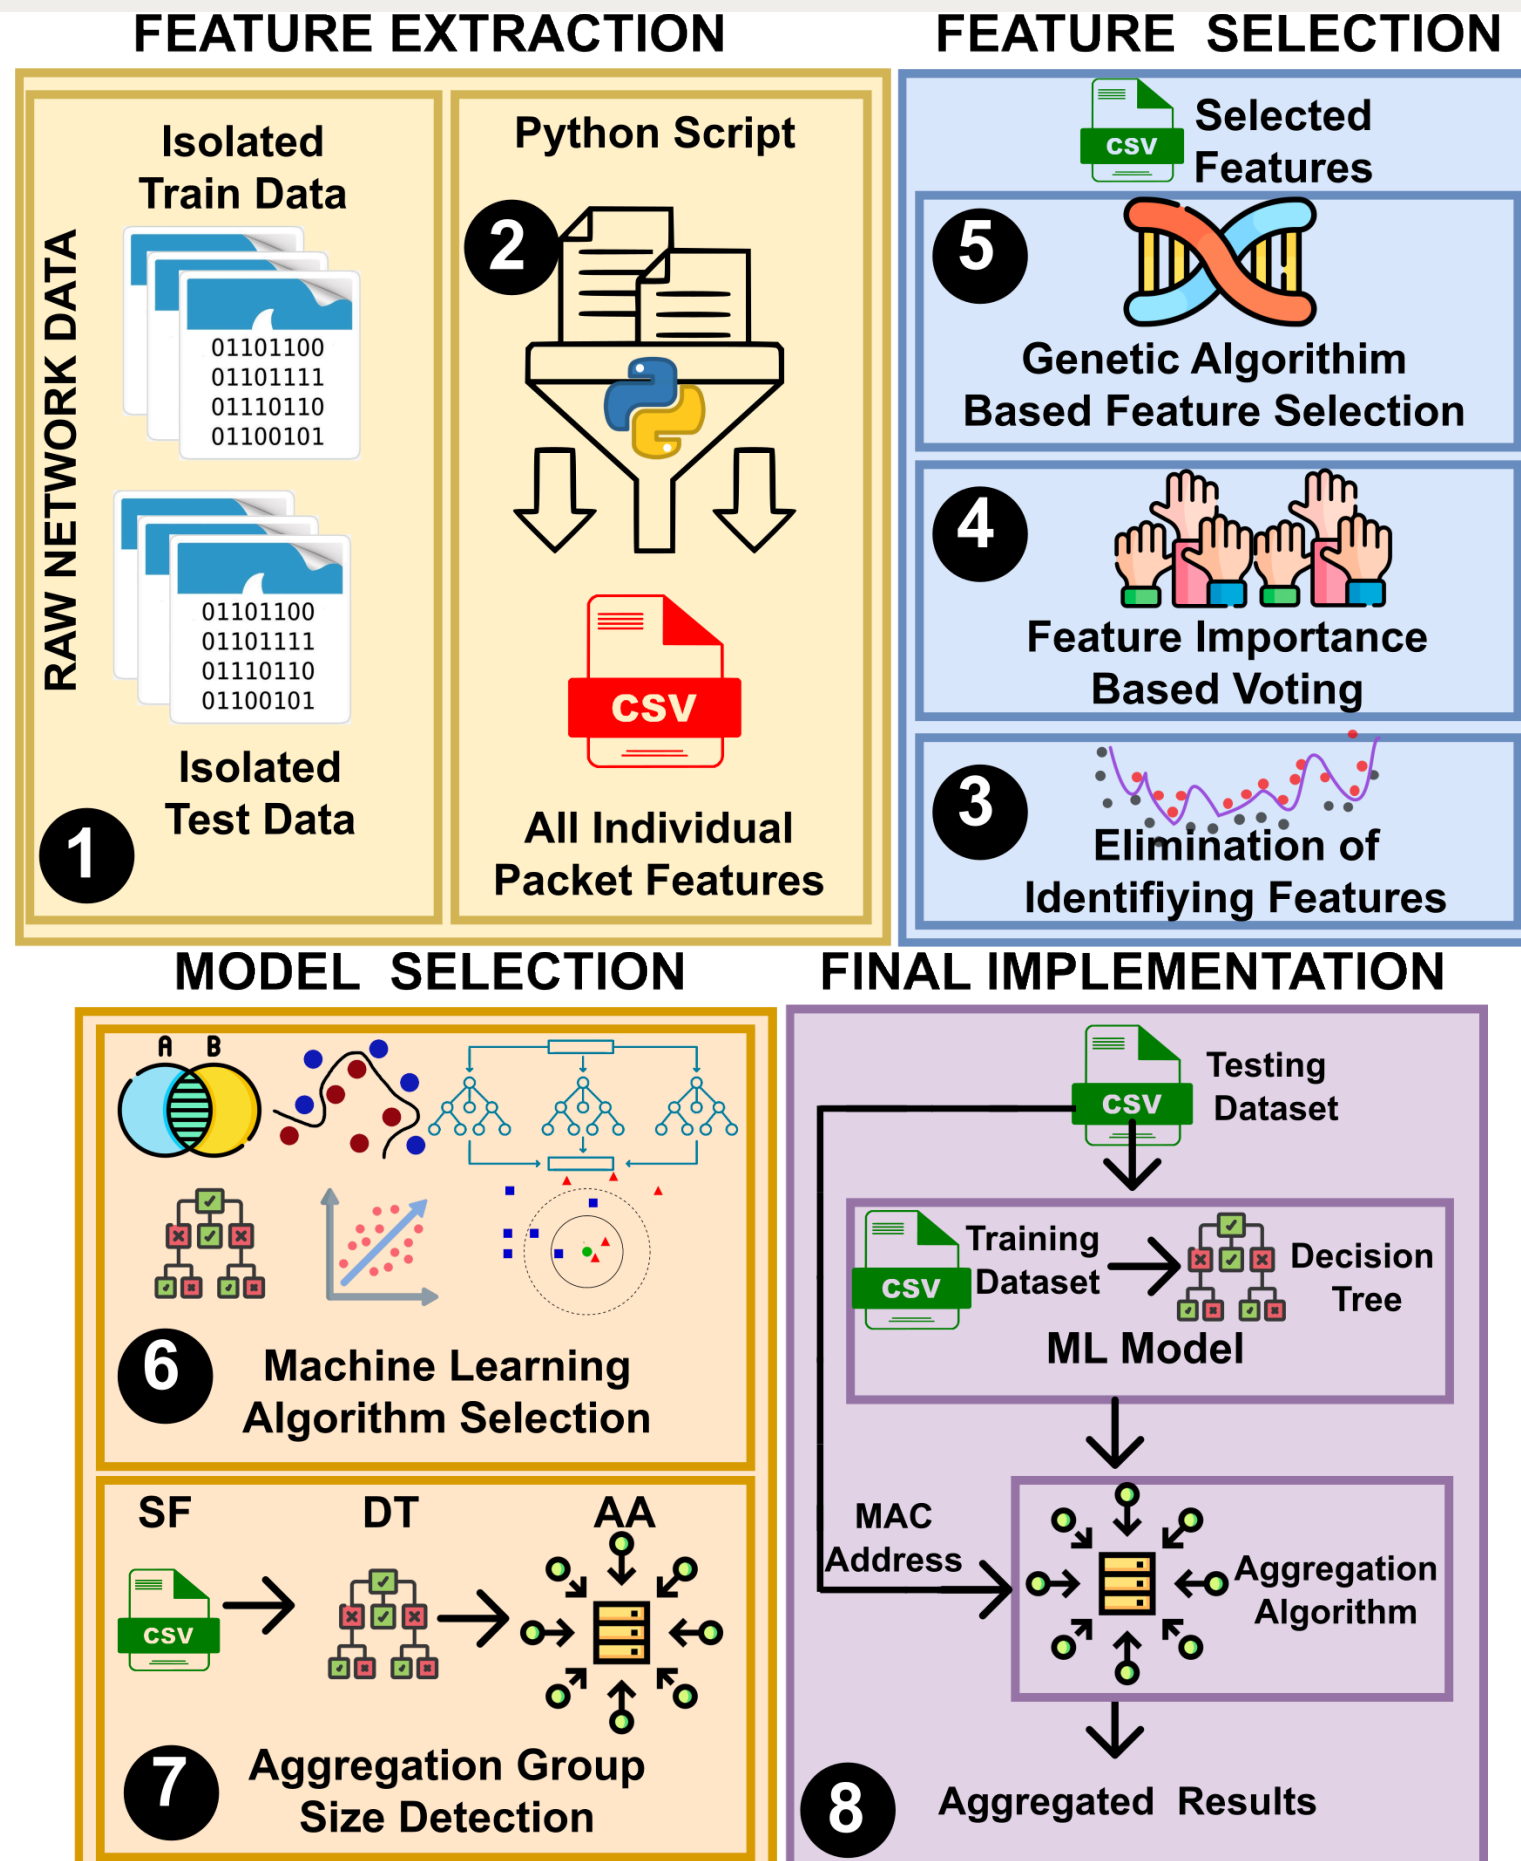 FEATURE EXTRACTION
RAW NETWORK DATA
Isolated
Train Data
01101100
01101111
01110110
01100101
01101100
01101111
01110110
01100101
Isolated
Test Data
1
Python Script
2
CSV
All Individual
Packet Features
FEATURE SELECTION
CSV
Selected
Features
5
Genetic Algorithim
Based Feature Selection
4
Feature Importance
Based Voting
3
Elimination of
Identifiying Features
MODEL SELECTION
A B
6
Machine Learning
Algorithm Selection
SF DT AA
CSV
7
Aggregation Group
Size Detection
FINAL IMPLEMENTATION
CSV
Testing
Dataset
CSV
Training
Dataset
Decision
Tree
ML Model
MAC
Address
Aggregation
Algorithm
8
Aggregated Results